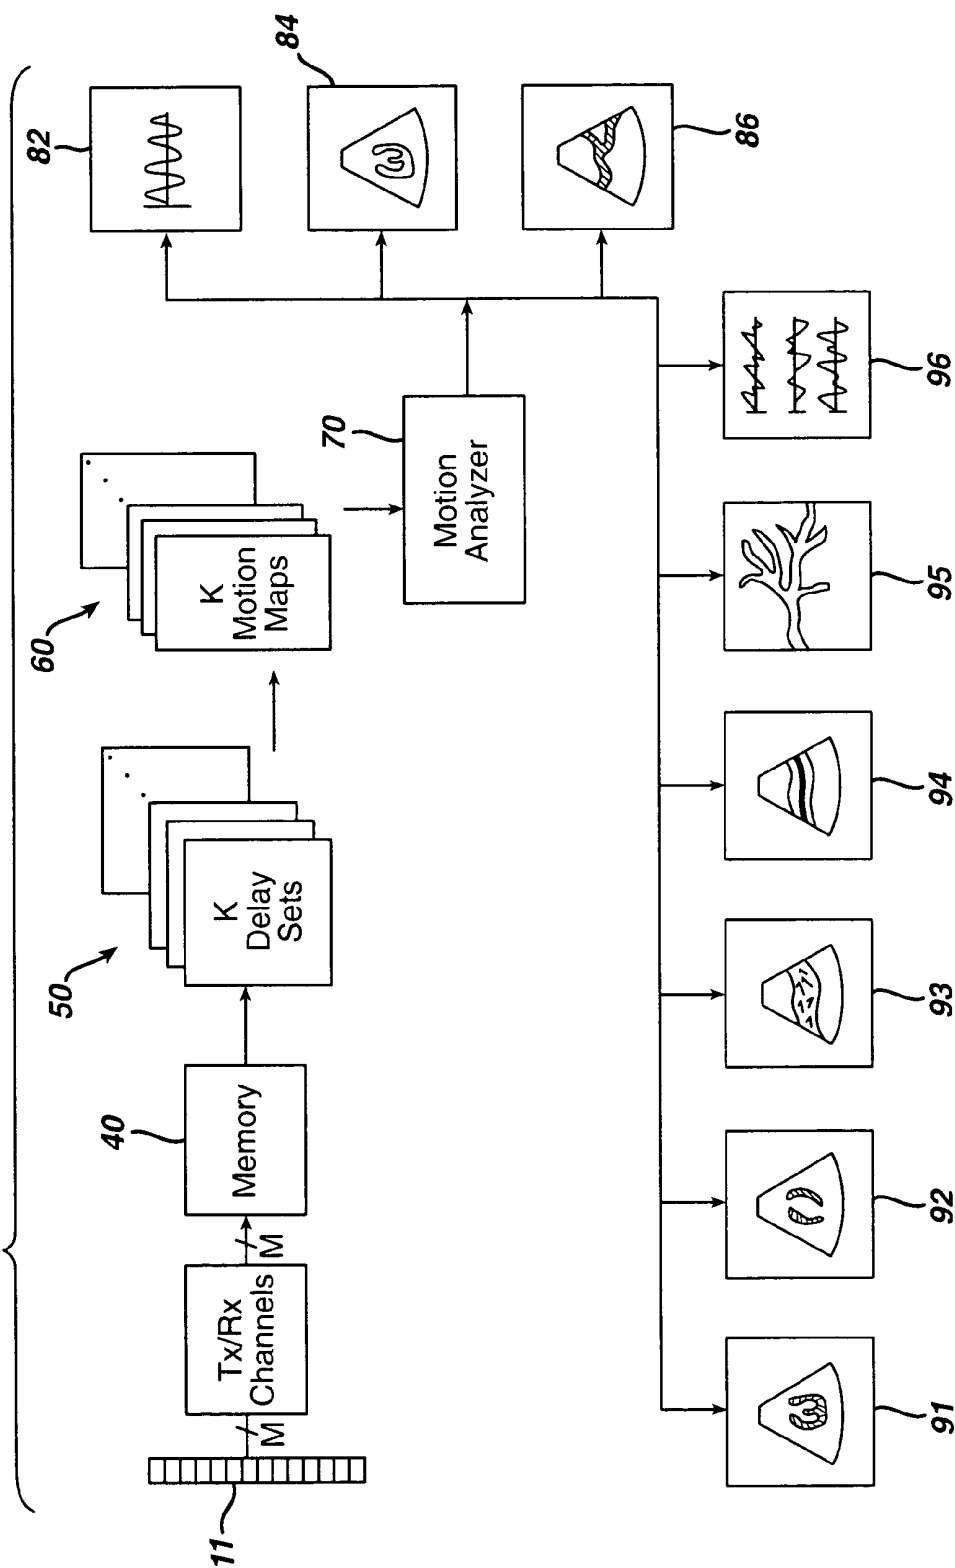 11
M
Tx/Rx
Channels
M
40
Memory
50
K
Delay
Sets
60
K
Motion
Maps
70
Motion
Analyzer
82
84
86
91
92
93
94
95
96